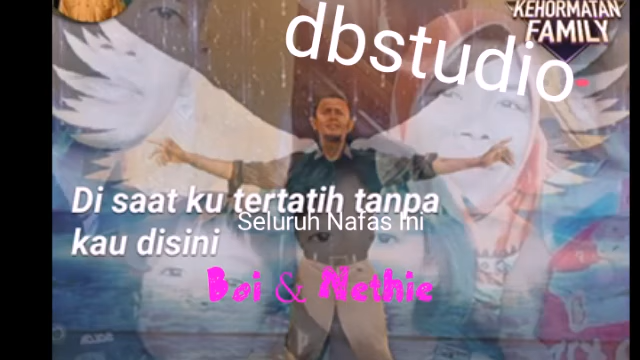 KEHORMATAN
FAMILY
dbstudio
Di saat ku tertatih tanpa
kau disini
Seluruh Nafas Ini
Boi & Nethie